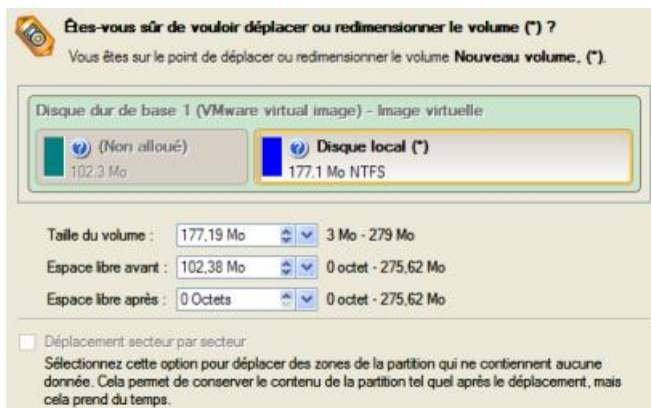 Êtes-vous sûr de vouloir déplacer ou redimensionner le volume (*) ?
Vous êtes sur le point de déplacer ou redimensionner le volume Nouveau volume, (*).
Disque dur de base 1 (VMware virtual image) - Image virtuelle
(Non alloué)
102,3 Mo
Disque local (*)
177,1 Mo NTFS
Taille du volume : 177,19 Mo 3 Mo - 279 Mo
Espace libre avant : 102,38 Mo 0 octet - 275,62 Mo
Espace libre après : 0 Octets 0 octet - 275,62 Mo
Déplacement secteur par secteur
Sélectionnez cette option pour déplacer des zones de la partition qui ne contiennent aucune
donnée. Cela permet de conserver le contenu de la partition tel quel après le déplacement, mais
cela prend du temps.